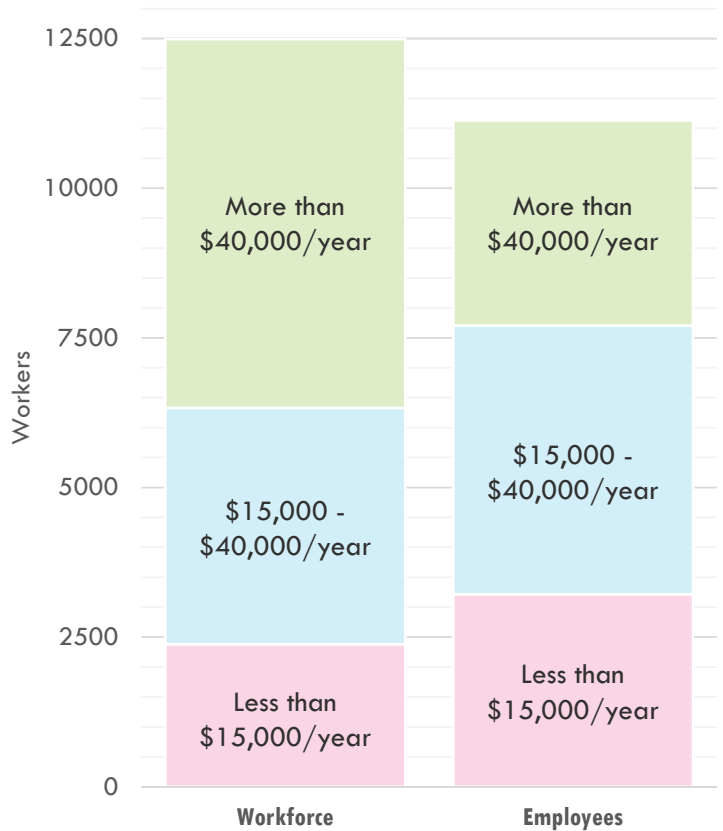 12500
More than
$40,000/year
More than
$40,000/year
10000
7500
Workers
$15,000 -
$40,000/year
$15,000 -
$40,000/year
5000
2500
Less than
$15,000/year
Less than
$15,000/year
0
Workforce
Employees